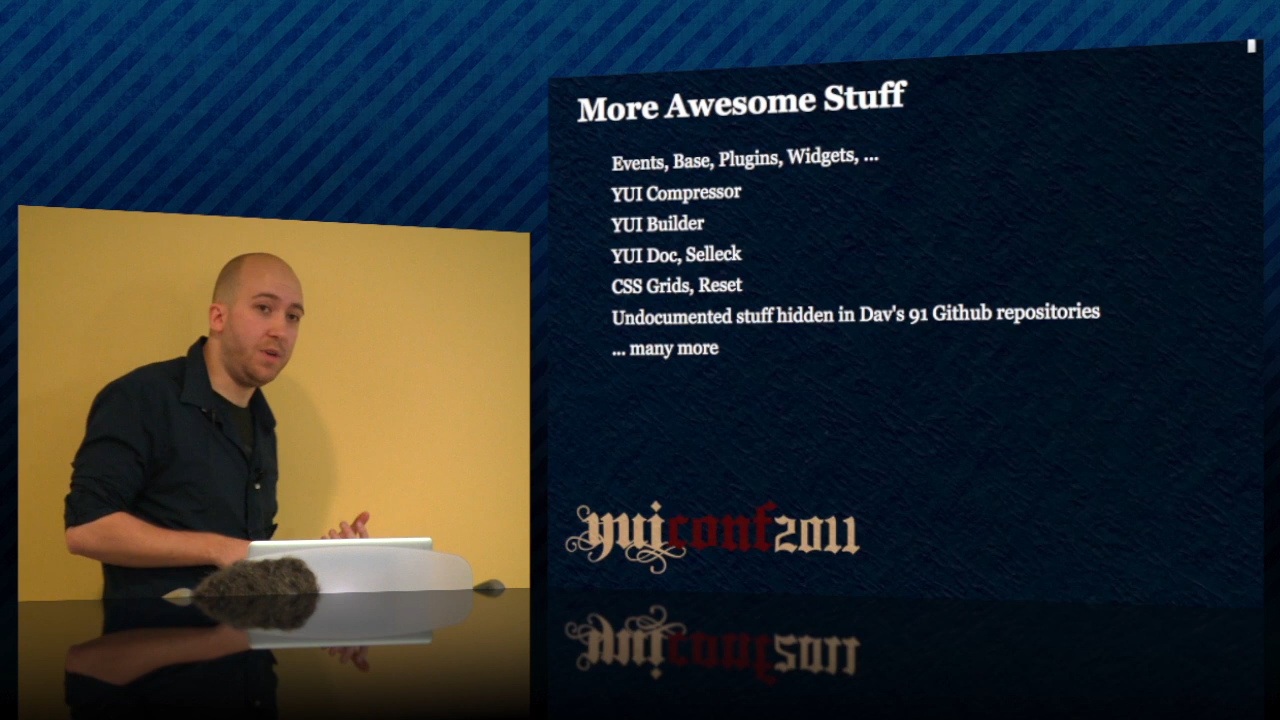 More Awesome Stuff
Events, Base, Plugins, Widgets, ...
YUI Compressor
YUI Builder
YUI Doc, Selleck
CSS Grids, Reset
Undocumented stuff hidden in Dav's 91 Github repositories
... many more
yuiconf2011